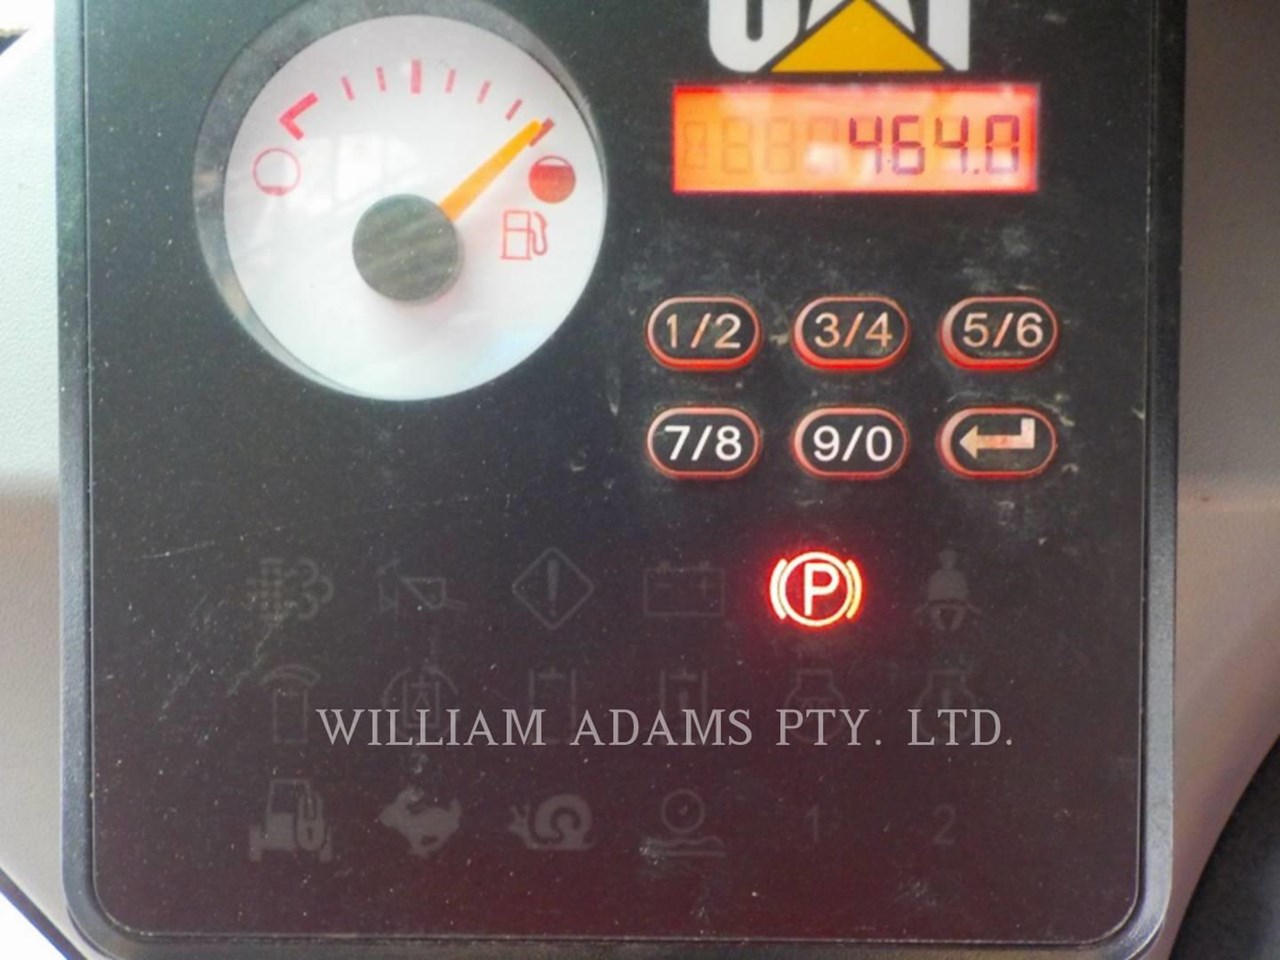 CAT
464.0
1/2 3/4 5/6
7/8 9/0
P
WILLIAM ADAMS PTY. LTD.
1 2